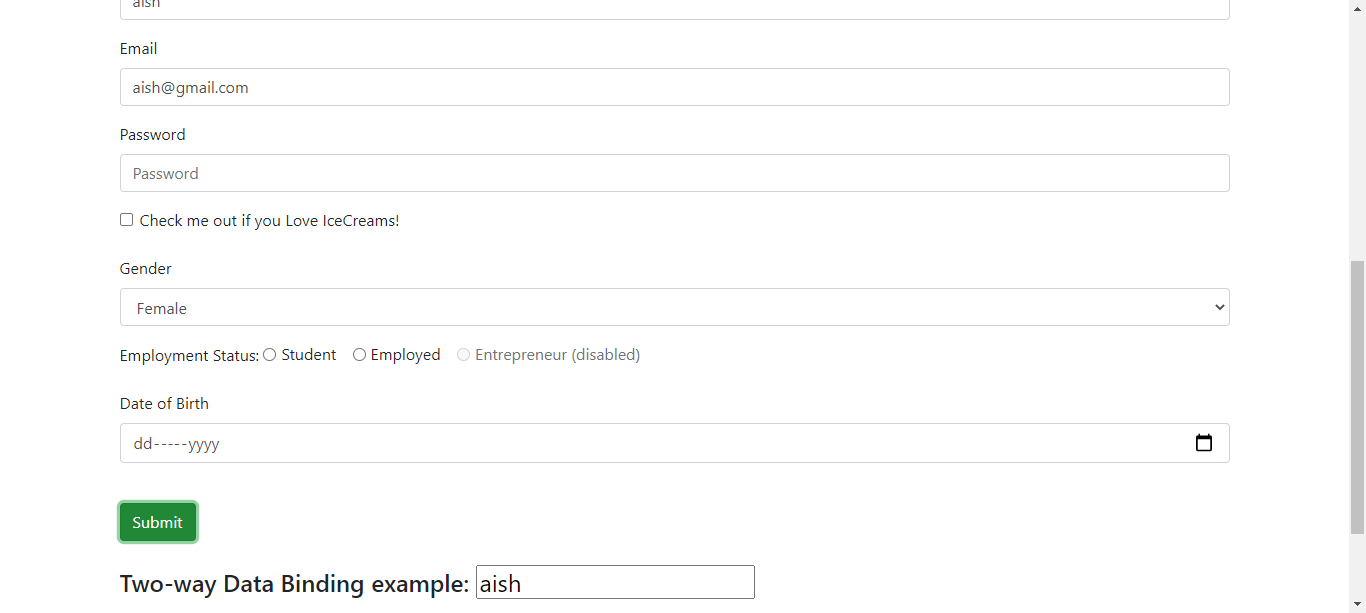 aish
Email
aish@gmail.com
Password
Password
Check me out if you Love IceCreams!
Gender
Female
Employment Status: Student Employed Entrepreneur (disabled)
Date of Birth
dd-----yyyy
Submit
Two-way Data Binding example: aish